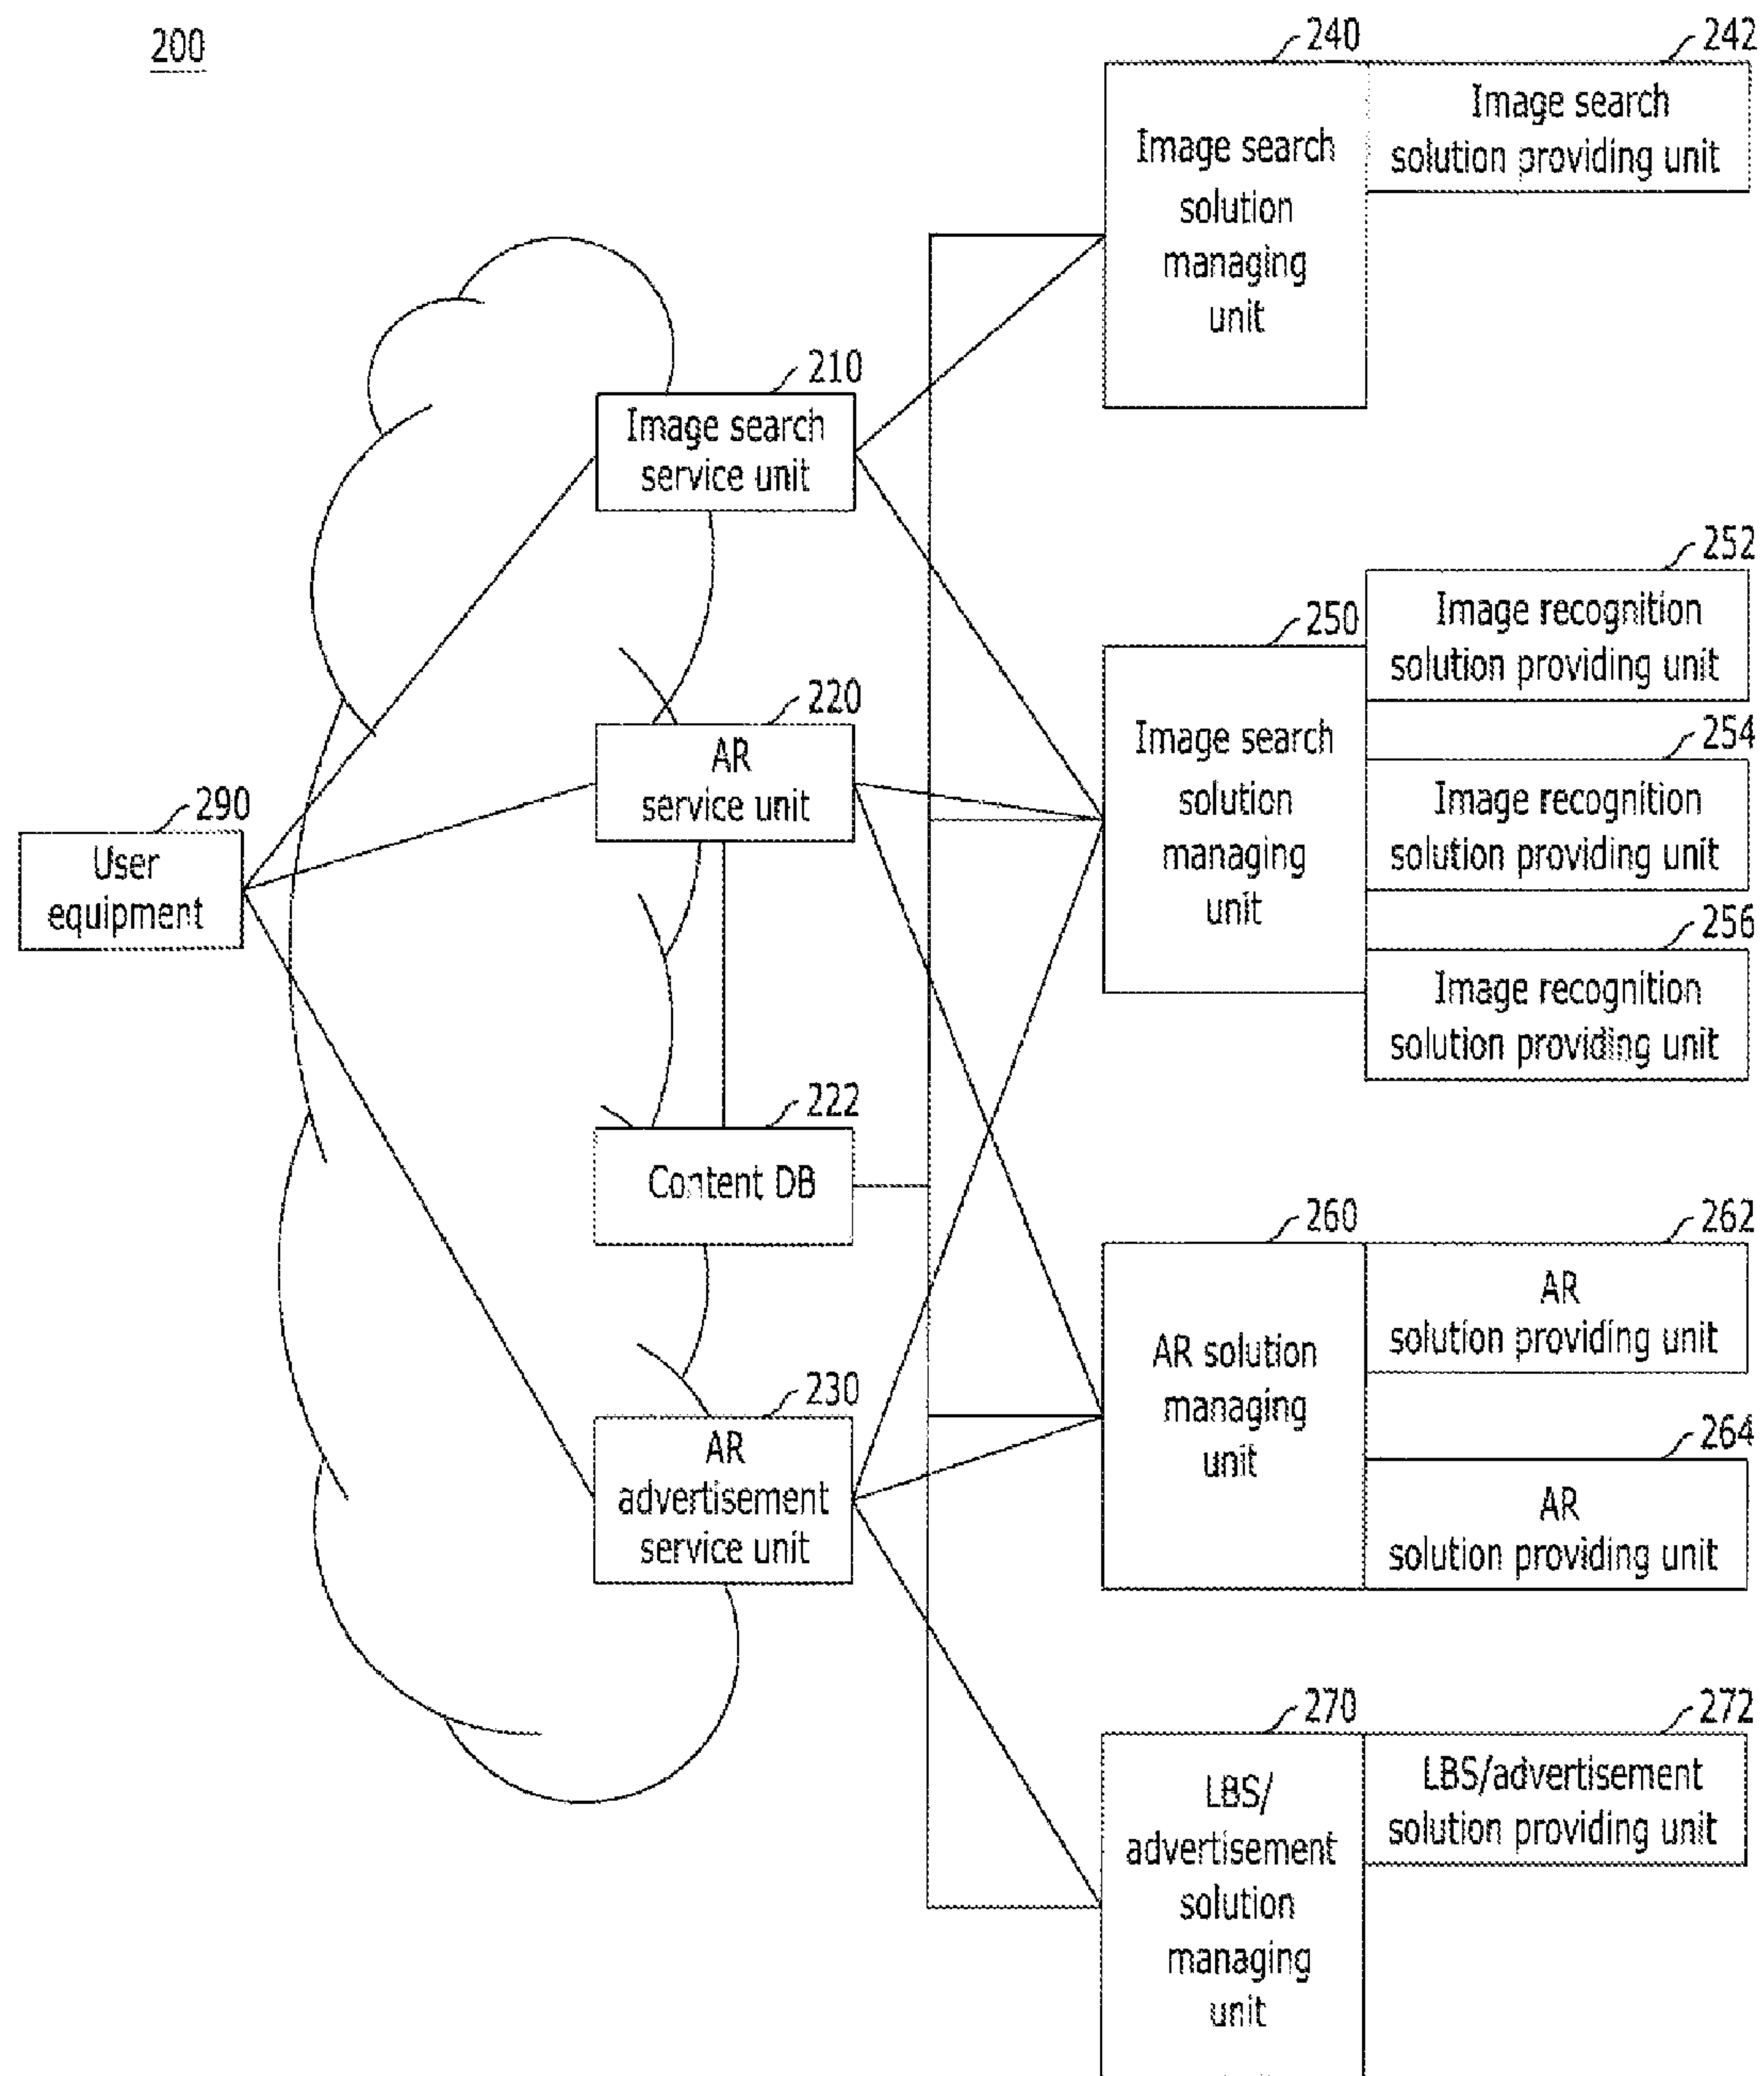 200
240
Image search
solution
managing
unit
242
Image search
solution providing unit
210
Image search
service unit
250
Image search
solution
managing
unit
252
Image recognition
solution providing unit
254
Image recognition
solution providing unit
256
Image recognition
solution providing unit
220
AR
service unit
290
User
equipment
222
Content DB
260
AR solution
managing
unit
262
AR
solution providing unit
264
AR
solution providing unit
230
AR
advertisement
service unit
270
LBS/
advertisement
solution
managing
unit
272
LBS/advertisement
solution providing unit